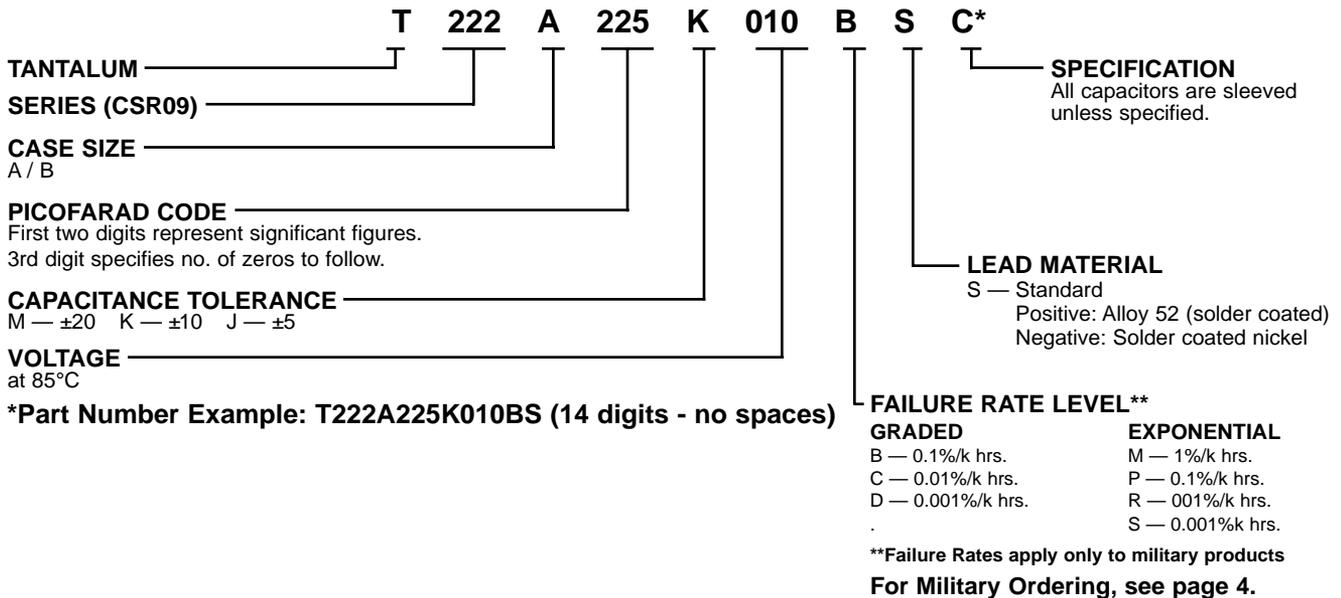 T 222 A 225 K 010 B S C*
TANTALUM
SERIES (CSR09)
CASE SIZE
A / B
PICOFARAD CODE
First two digits represent significant figures.
3rd digit specifies no. of zeros to follow.
CAPACITANCE TOLERANCE
M — ±20 K — ±10 J — ±5
VOLTAGE
at 85°C
*Part Number Example: T222A225K010BS (14 digits - no spaces)
SPECIFICATION
All capacitors are sleeved
unless specified.
LEAD MATERIAL
S — Standard
Positive: Alloy 52 (solder coated)
Negative: Solder coated nickel
FAILURE RATE LEVEL**
GRADED
B — 0.1%/k hrs.
C — 0.01%/k hrs.
D — 0.001%/k hrs.
.
EXPONENTIAL
M — 1%/k hrs.
P — 0.1%/k hrs.
R — 001%/k hrs.
S — 0.001%k hrs.
**Failure Rates apply only to military products
For Military Ordering, see page 4.